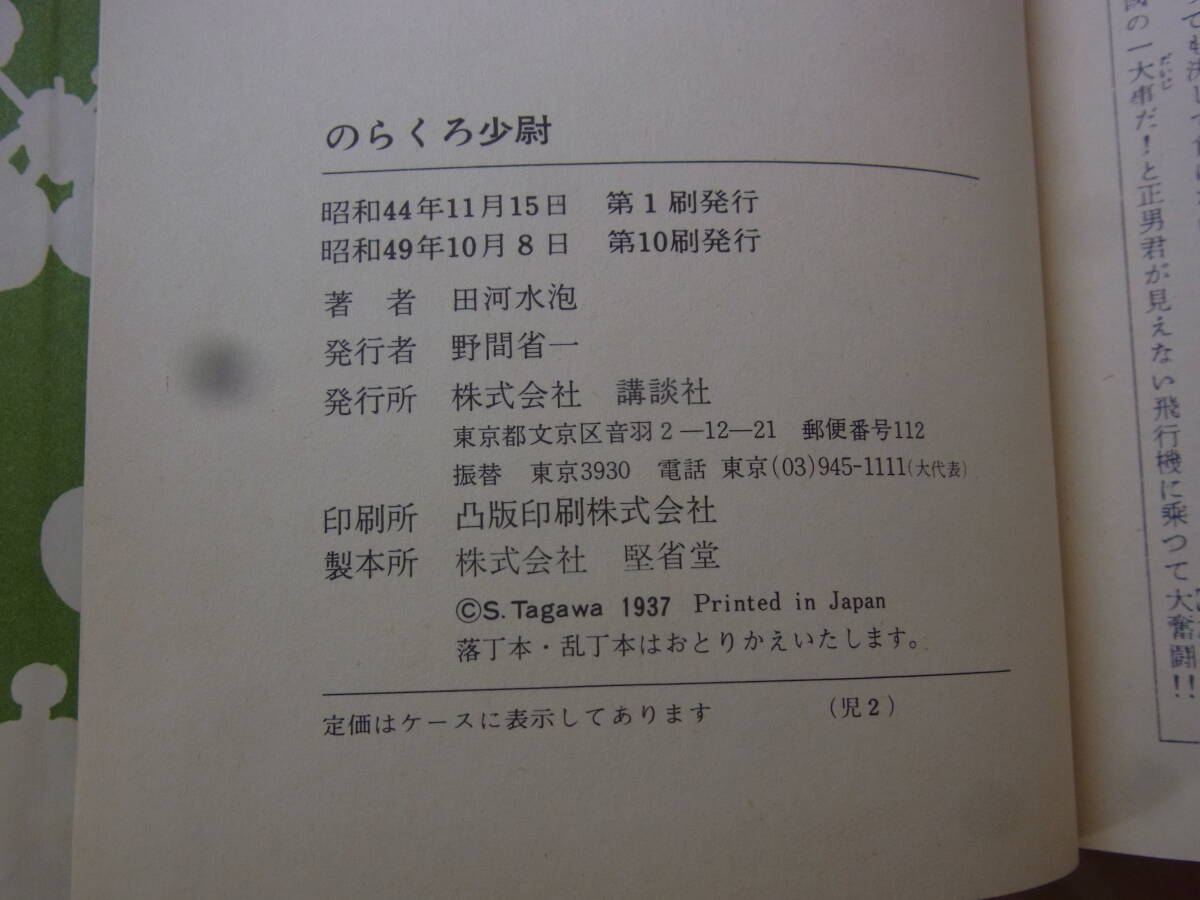 のらくろ少尉
昭和44年11月15日　第1刷発行
昭和49年10月8日　第10刷発行
著　者　田河水泡
発行者　野間省一
発行所　株式会社　講談社
東京都文京区音羽2―12―21　郵便番号112
振替　東京3930　電話　東京(03)945-1111(大代表)
印刷所　凸版印刷株式会社
製本所　株式会社　堅省堂
©S. Tagawa 1937 Printed in Japan
落丁本・乱丁本はおとりかえいたします。
定価はケースに表示してあります　(児2)
國の一大事だ！と正男君が見えない飛行機に乗つて大奮闘!!